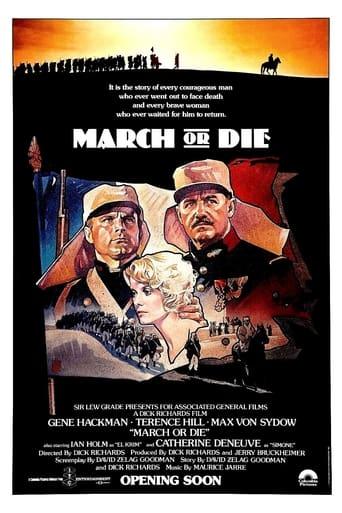 It is the story of every courageous man
who ever went out to face death
and every brave woman
who ever waited for him to return.
MARCH OR DIE
SIR LEW GRADE PRESENTS FOR ASSOCIATED GENERAL FILMS
A DICK RICHARDS FILM
GENE HACKMAN · TERENCE HILL · MAX VON SYDOW
"MARCH OR DIE"
also starring IAN HOLM as "EL KRIM" and CATHERINE DENEUVE as "SIMONE"
Directed By DICK RICHARDS Produced By DICK RICHARDS and JERRY BRUCKHEIMER
Screenplay By DAVID ZELAG GOODMAN Story By DAVID ZELAG GOODMAN
and DICK RICHARDS Music By MAURICE JARRE
ENTERTAINMENT
OPENING SOON
Columbia
Pictures